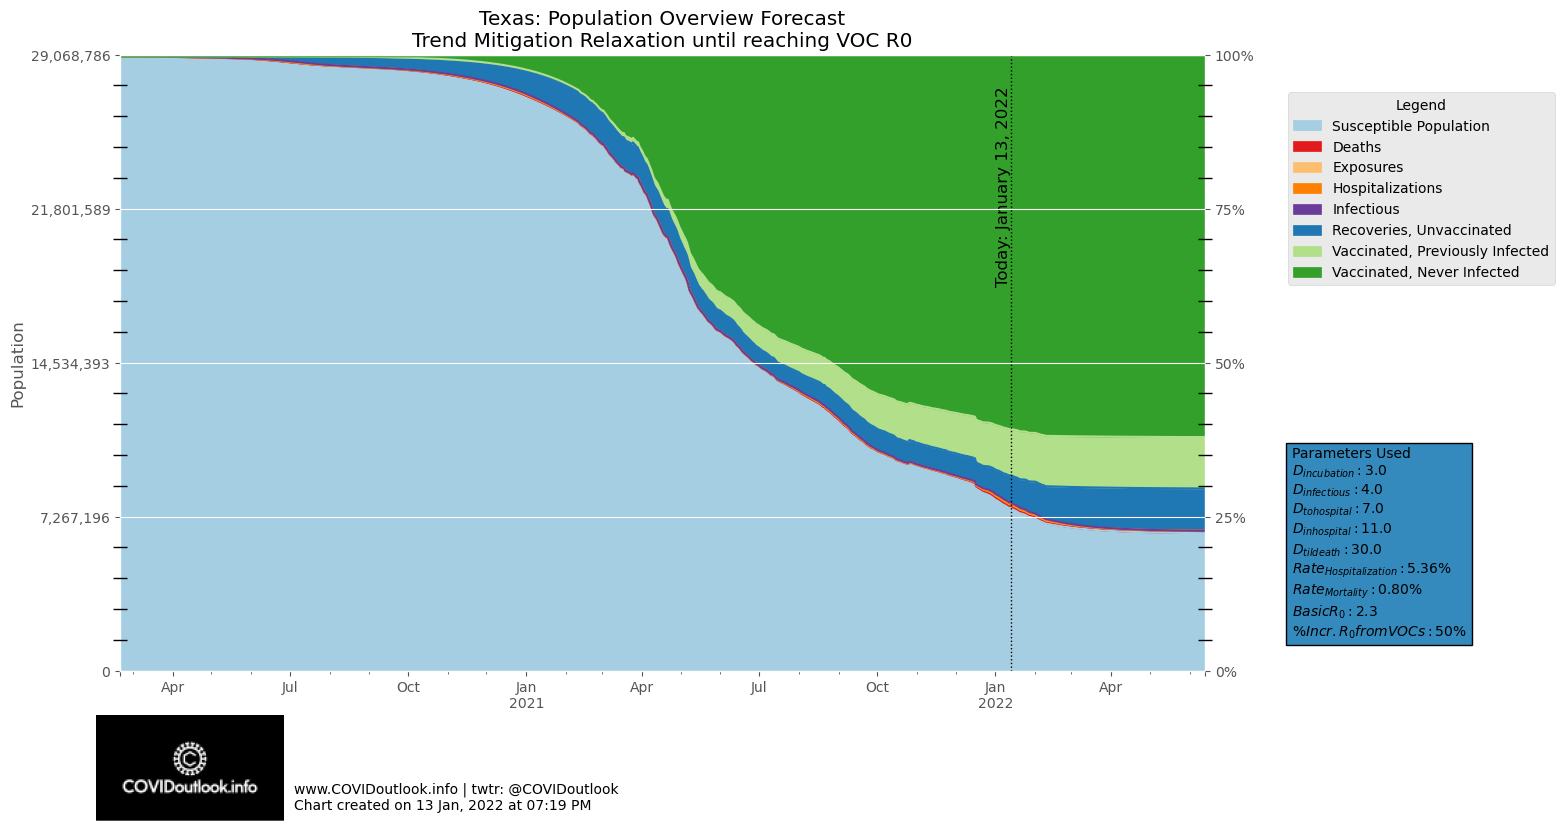 Texas: Population Overview Forecast
Trend Mitigation Relaxation until reaching VOC R0
29,068,786
21,801,589
14,534,393
7,267,196
0
Population
100%
75%
50%
25%
0%
Today: January 13, 2022
Apr
Jul
Oct
Jan
2021
Apr
Jul
Oct
Jan
2022
Apr
Legend
Susceptible Population
Deaths
Exposures
Hospitalizations
Infectious
Recoveries, Unvaccinated
Vaccinated, Previously Infected
Vaccinated, Never Infected
Parameters Used
Dincubation : 3.0
Dinfectious : 4.0
Dtohospital : 7.0
Dinhospital : 11.0
Dtildeath : 30.0
RateHospitalization : 5.36%
RateMortality : 0.80%
BasicR0 : 2.3
%Incr. R0fromVOCs : 50%
COVIDoutlook.info
www.COVIDoutlook.info | twtr: @COVIDoutlook
Chart created on 13 Jan, 2022 at 07:19 PM